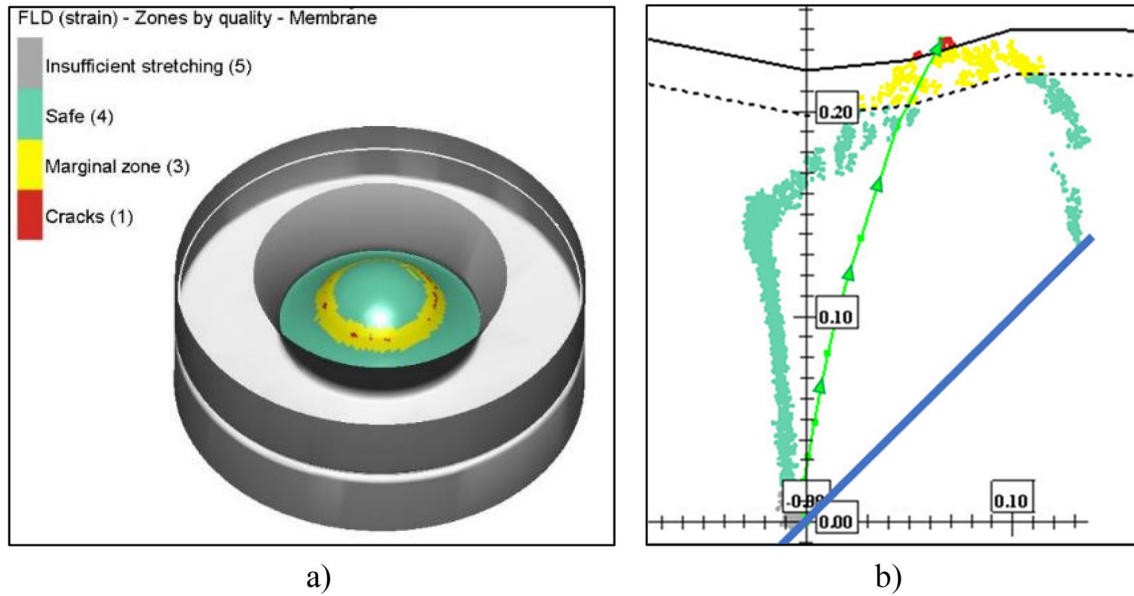 FLD (strain) - Zones by quality - Membrane
Insufficient stretching (5)
Safe (4)
Marginal zone (3)
Cracks (1)
0.20
0.10
0.10
0.00
a)
b)